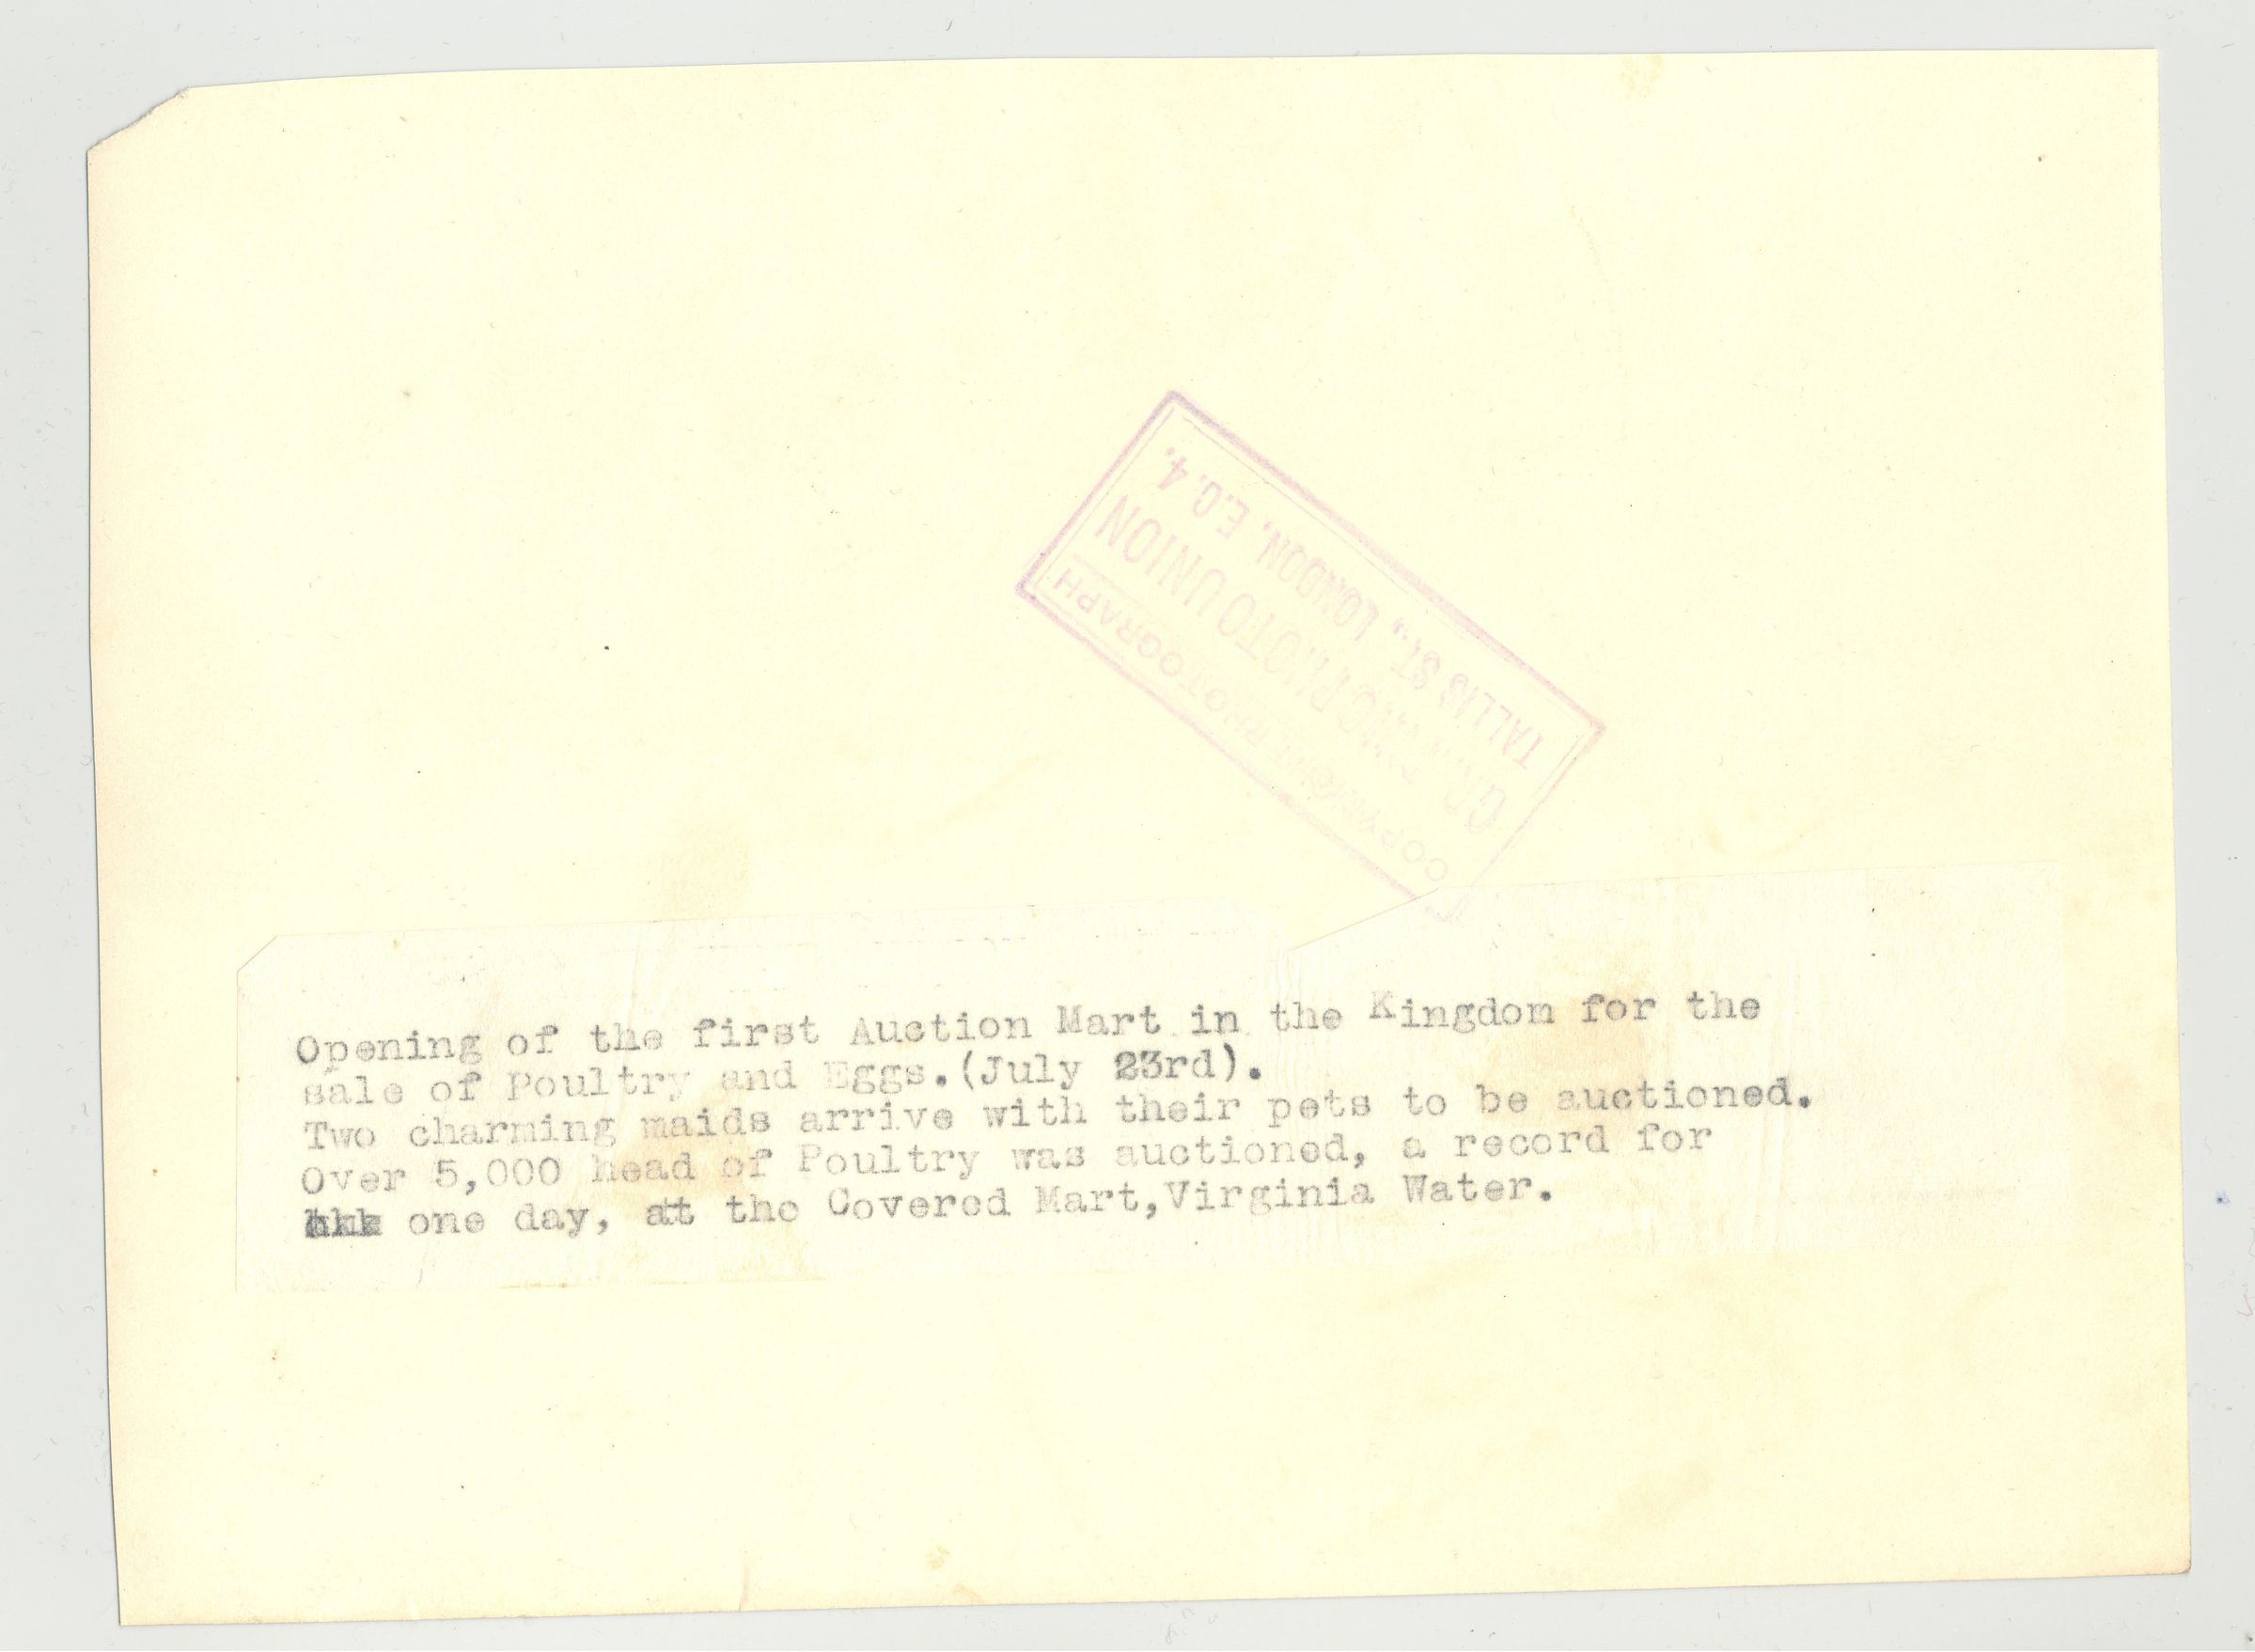 COPYRIGHT PHOTOGRAPH
GRAPHIC PHOTO UNION
TALLIS ST., LONDON, E.C. 4.
Opening of the first Auction Mart in the Kingdom for the
sale of Poultry and Eggs.(July 23rd).
Two charming maids arrive with their pets to be auctioned.
Over 5,000 head of Poultry was auctioned, a record for
one day, at the Covered Mart,Virginia Water.